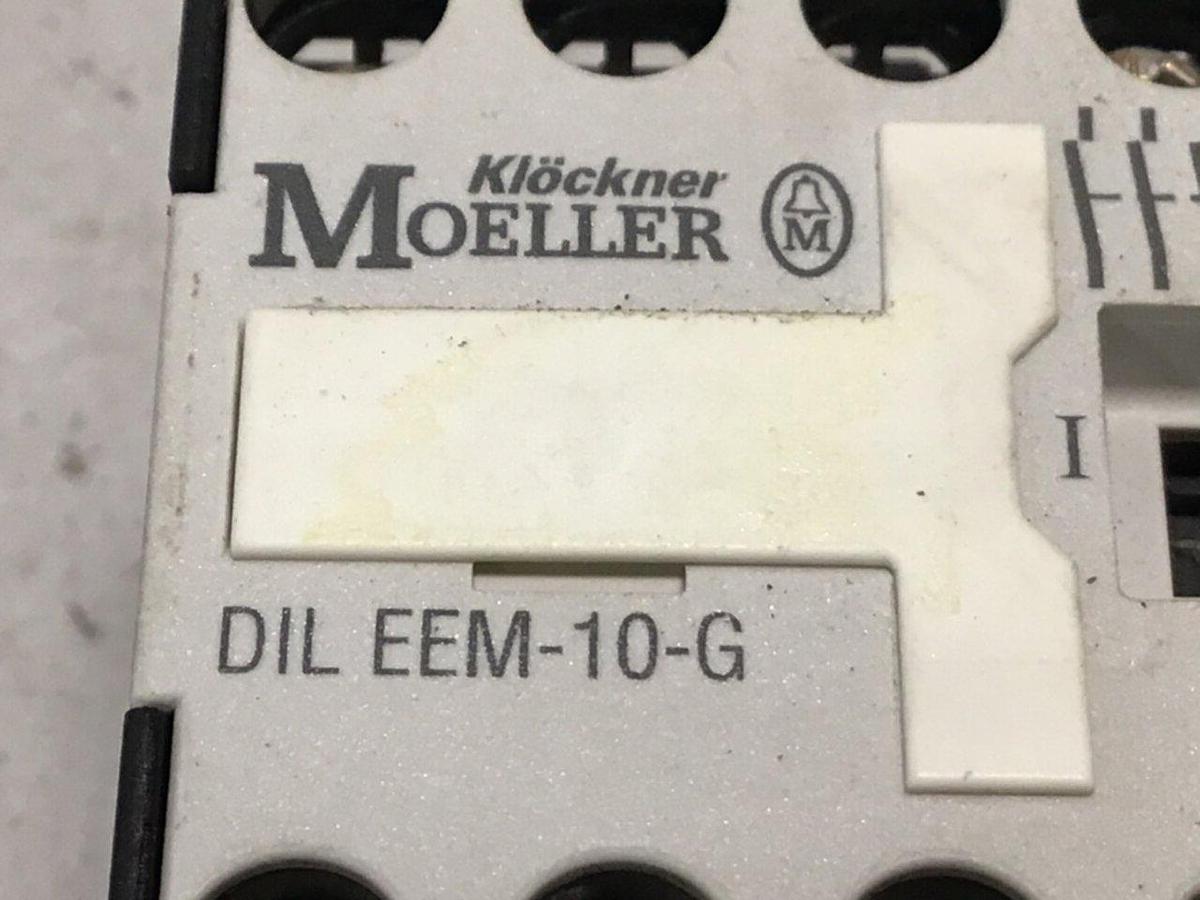 Klöckner
MOELLER
M
I
DIL EEM-10-G